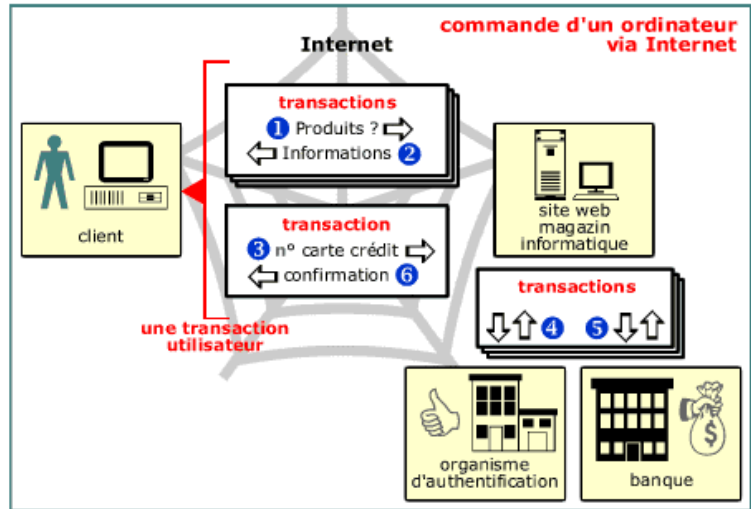 commande d'un ordinateur
via Internet
Internet
transactions
1 Produits ?
Informations 2
client
transaction
3 n° carte crédit
confirmation 6
site web
magazin
informatique
une transaction
utilisateur
transactions
4 5
organisme
d'authentification
banque
$